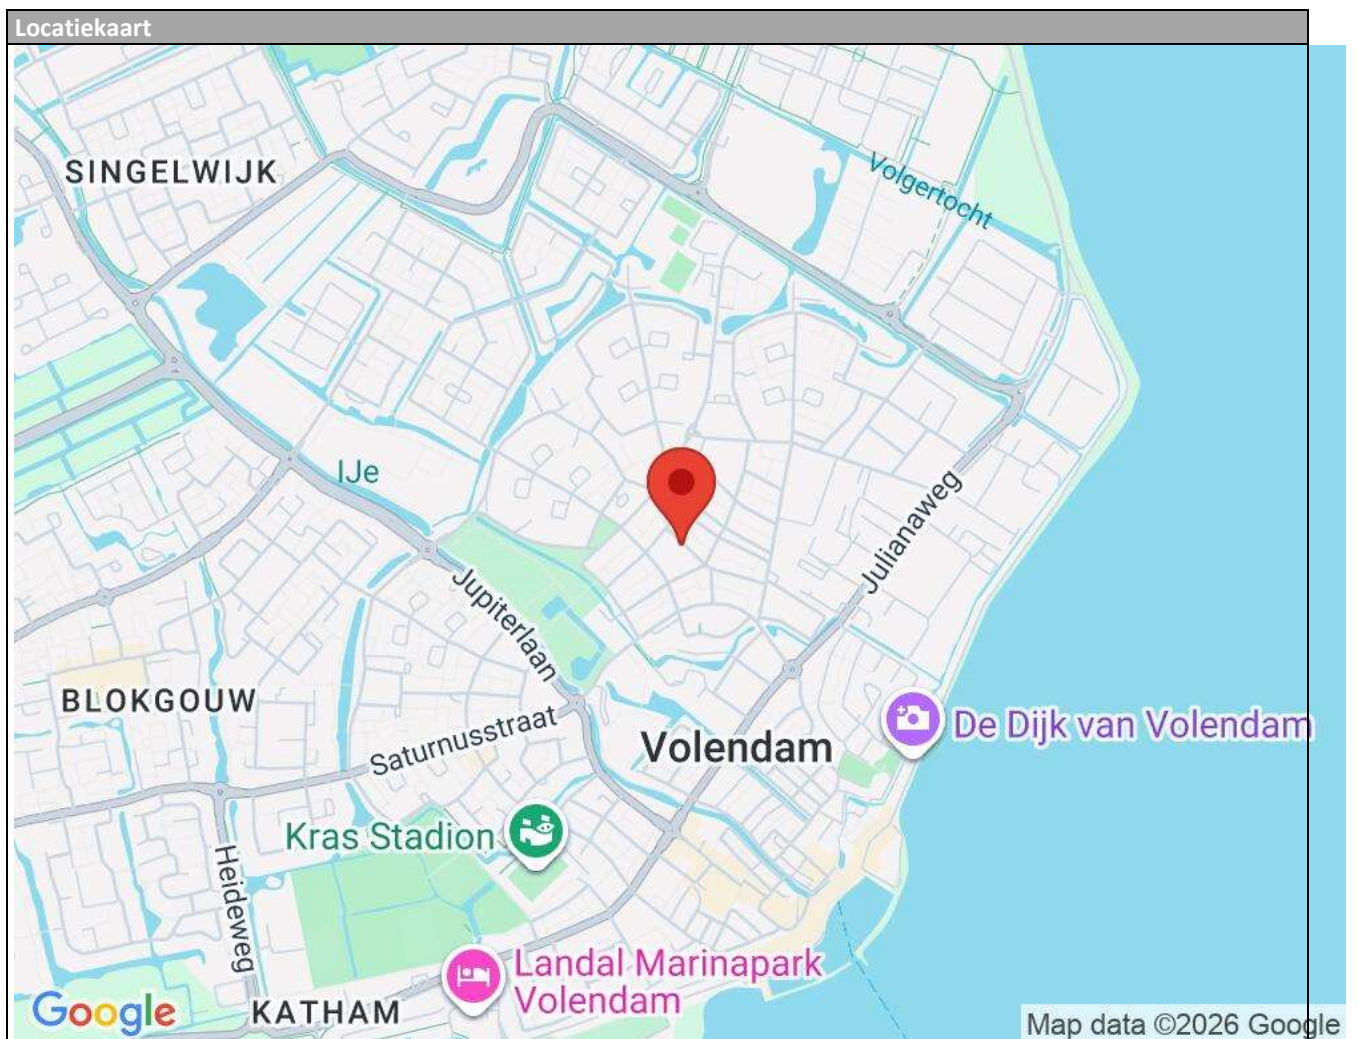 Locatiekaart
SINGELWIJK
Volgertocht
IJe
Julianaweg
Jupiterlaan
BLOKGOUW
Saturnusstraat
Volendam
De Dijk van Volendam
Kras Stadion
Heideweg
Landal Marinapark
Volendam
KATHAM
Google
Map data ©2026 Google